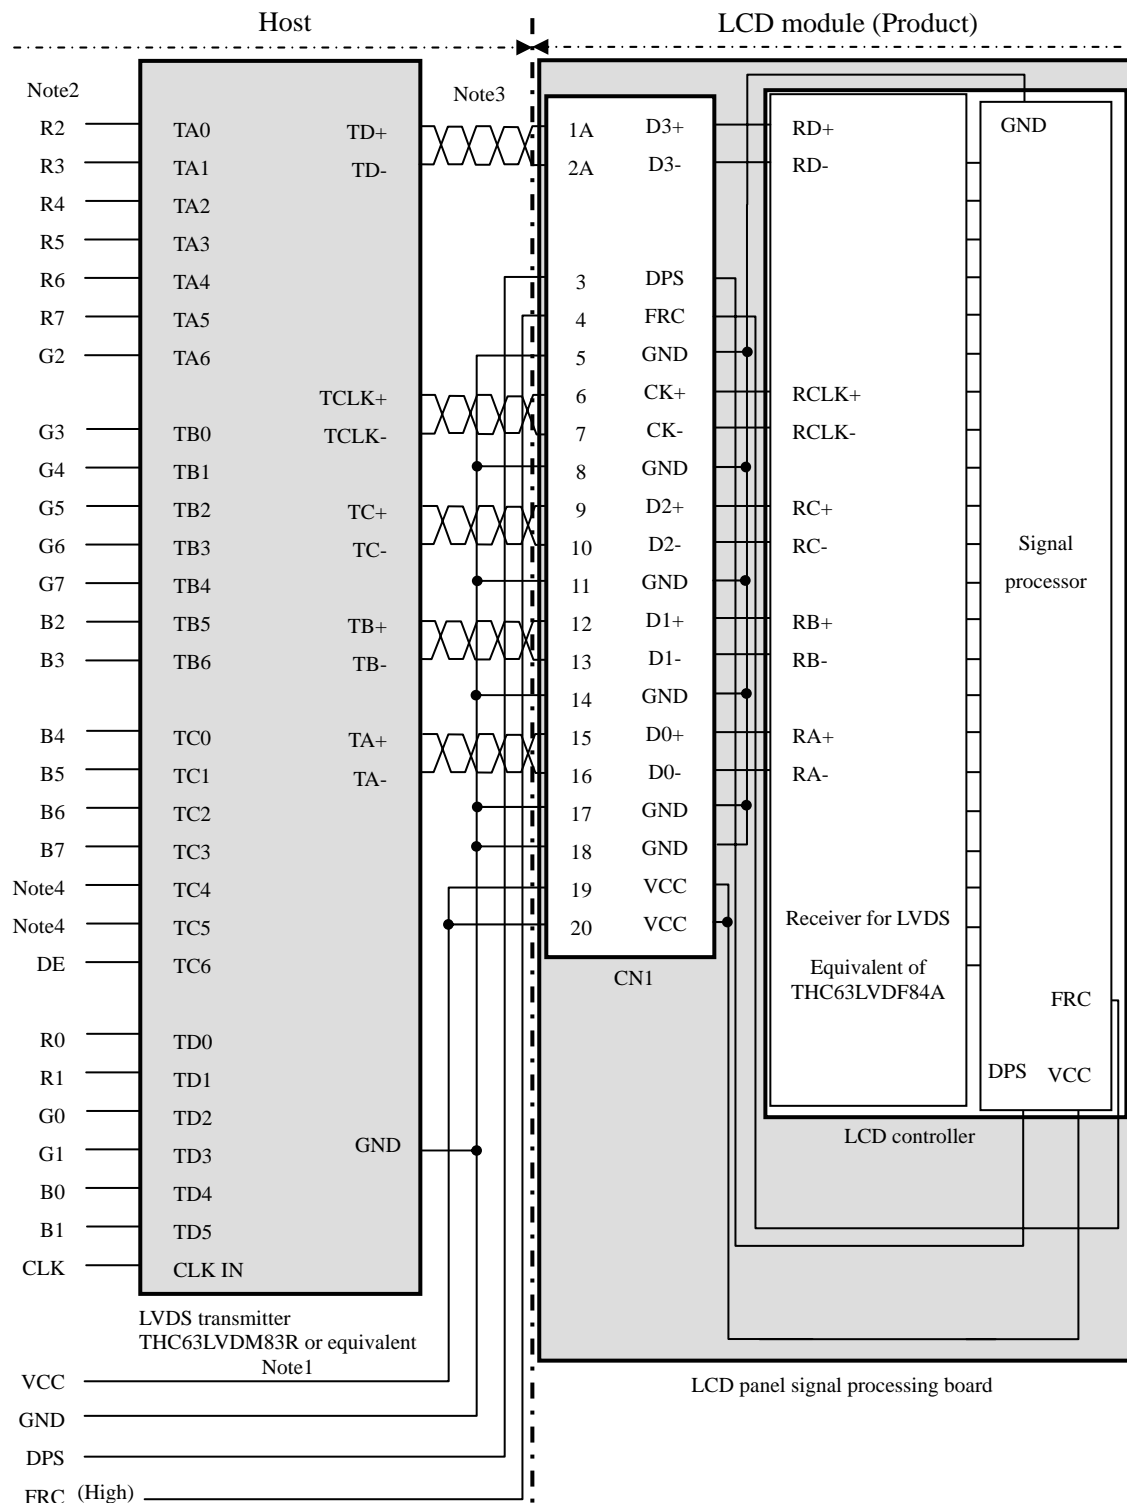 Host LCD module (Product)
Note2 Note3
R2 TA0 TD+ 1A D3+ RD+ GND
R3 TA1 TD- 2A D3- RD-
R4 TA2
R5 TA3
R6 TA4 3 DPS
R7 TA5 4 FRC
G2 TA6 5 GND
TCLK+ 6 CK+ RCLK+
G3 TB0 TCLK- 7 CK- RCLK-
G4 TB1 8 GND
G5 TB2 TC+ 9 D2+ RC+
G6 TB3 TC- 10 D2- RC- Signal
G7 TB4 11 GND processor
B2 TB5 TB+ 12 D1+ RB+
B3 TB6 TB- 13 D1- RB-
14 GND
B4 TC0 TA+ 15 D0+ RA+
B5 TC1 TA- 16 D0- RA-
B6 TC2 17 GND
B7 TC3 18 GND
Note4 TC4 19 VCC
Note4 TC5 20 VCC Receiver for LVDS
DE TC6 CN1 Equivalent of
THC63LVDF84A
FRC
R0 TD0
R1 TD1 DPS VCC
G0 TD2
G1 TD3 GND LCD controller
B0 TD4
B1 TD5
CLK CLK IN
LVDS transmitter
THC63LVDM83R or equivalent
Note1
VCC LCD panel signal processing board
GND
DPS
FRC (High)